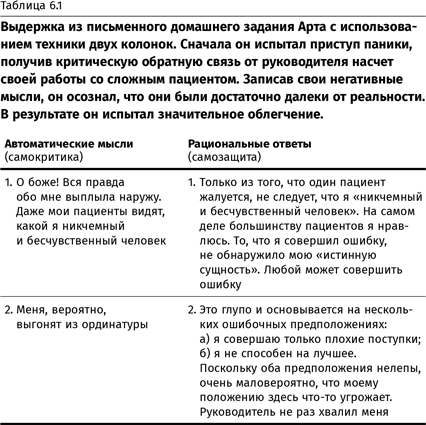 Таблица 6.1
Выдержка из письменного домашнего задания Арта с использова-
нием техники двух колонок. Сначала он испытал приступ паники,
получив критическую обратную связь от руководителя насчет
своей работы со сложным пациентом. Записав свои негативные
мысли, он осознал, что они были достаточно далеки от реальности.
В результате он испытал значительное облегчение.
Автоматические мысли
(самокритика)
Рациональные ответы
(самозащита)
1. О боже! Вся правда
обо мне выплыла наружу.
Даже мои пациенты видят,
какой я никчемный
и бесчувственный человек
1. Только из того, что один пациент
жалуется, не следует, что я «никчемный
и бесчувственный человек». На самом
деле большинству пациентов я нрав-
люсь. То, что я совершил ошибку,
не обнаружило мою «истинную
сущность». Любой может совершить
ошибку
2. Меня, вероятно,
выгонят из ординатуры
2. Это глупо и основывается на несколь-
ких ошибочных предположениях:
а) я совершаю только плохие поступки;
б) я не способен на лучшее.
Поскольку оба предположения нелепы,
очень маловероятно, что моему
положению здесь что-то угрожает.
Руководитель не раз хвалил меня